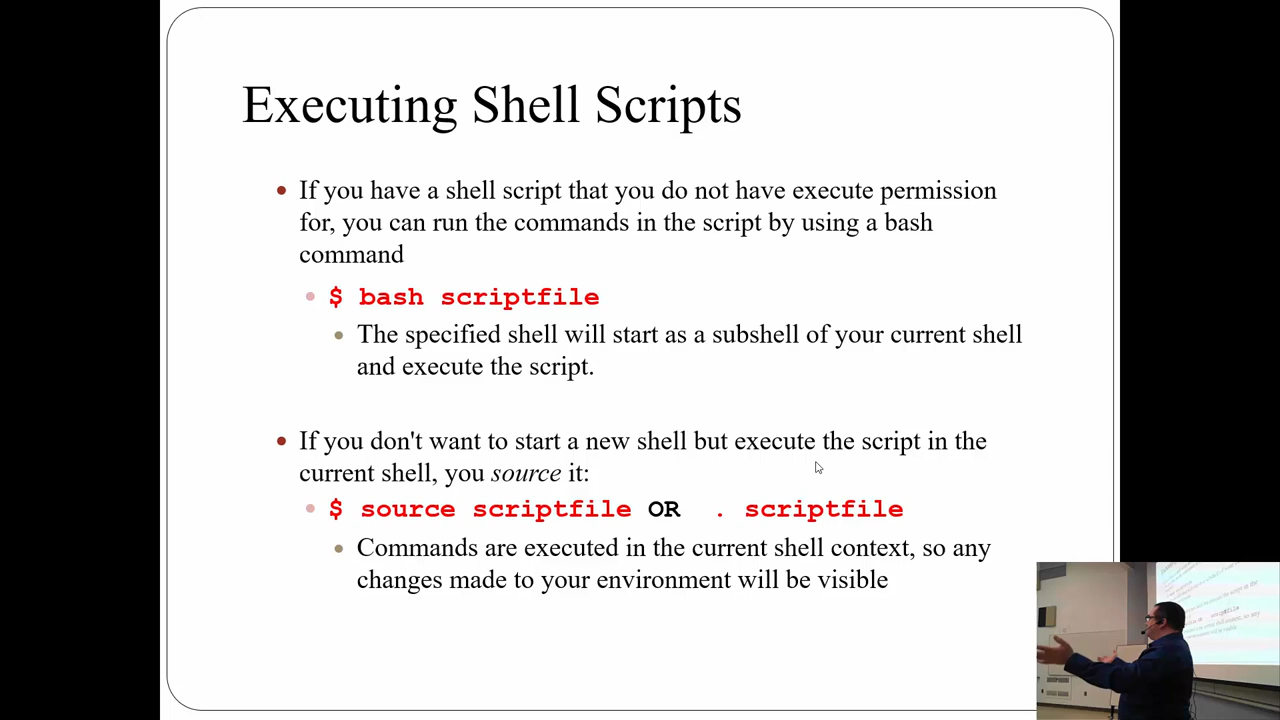 Executing Shell Scripts
If you have a shell script that you do not have execute permission
for, you can run the commands in the script by using a bash
command
$ bash scriptfile
The specified shell will start as a subshell of your current shell
and execute the script.
If you don't want to start a new shell but execute the script in the
current shell, you source it:
$ source scriptfile OR . scriptfile
Commands are executed in the current shell context, so any
changes made to your environment will be visible